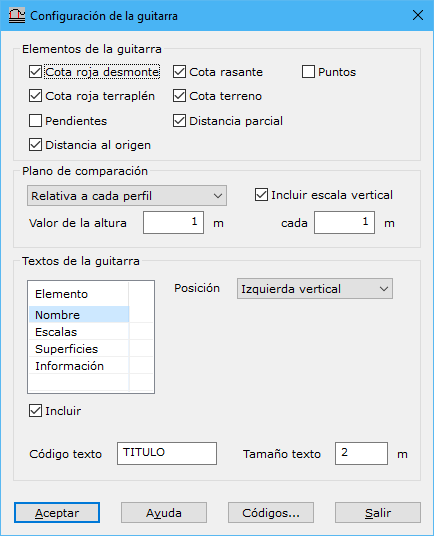 Configuración de la guitarra
Elementos de la guitarra
Cota roja desmonte Cota rasante Puntos
Cota roja terraplén Cota terreno
Pendientes Distancia parcial
Distancia al origen
Plano de comparación
Relativa a cada perfil Incluir escala vertical
Valor de la altura 1 m cada 1 m
Textos de la guitarra
Posición Izquierda vertical
Elemento
Nombre
Escalas
Superficies
Información
Incluir
Código texto TITULO Tamaño texto 2 m
Aceptar Ayuda Códigos... Salir